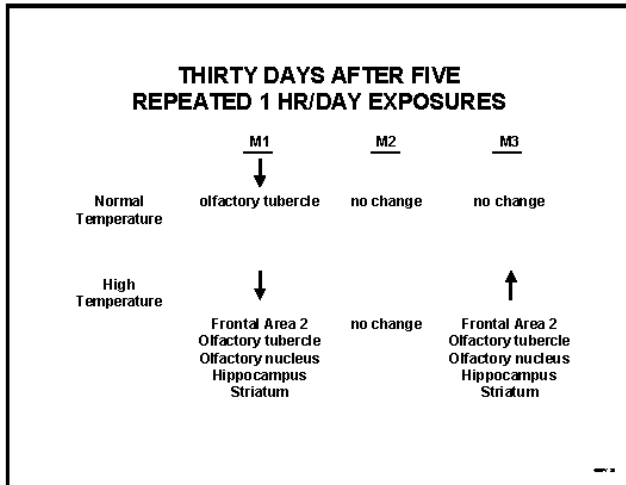 THIRTY DAYS AFTER FIVE
REPEATED 1 HR/DAY EXPOSURES
M1 M2 M3
Normal olfactory tubercle no change no change
Temperature
High
Temperature
Frontal Area 2 no change Frontal Area 2
Olfactory tubercle Olfactory tubercle
Olfactory nucleus Olfactory nucleus
Hippocampus Hippocampus
Striatum Striatum